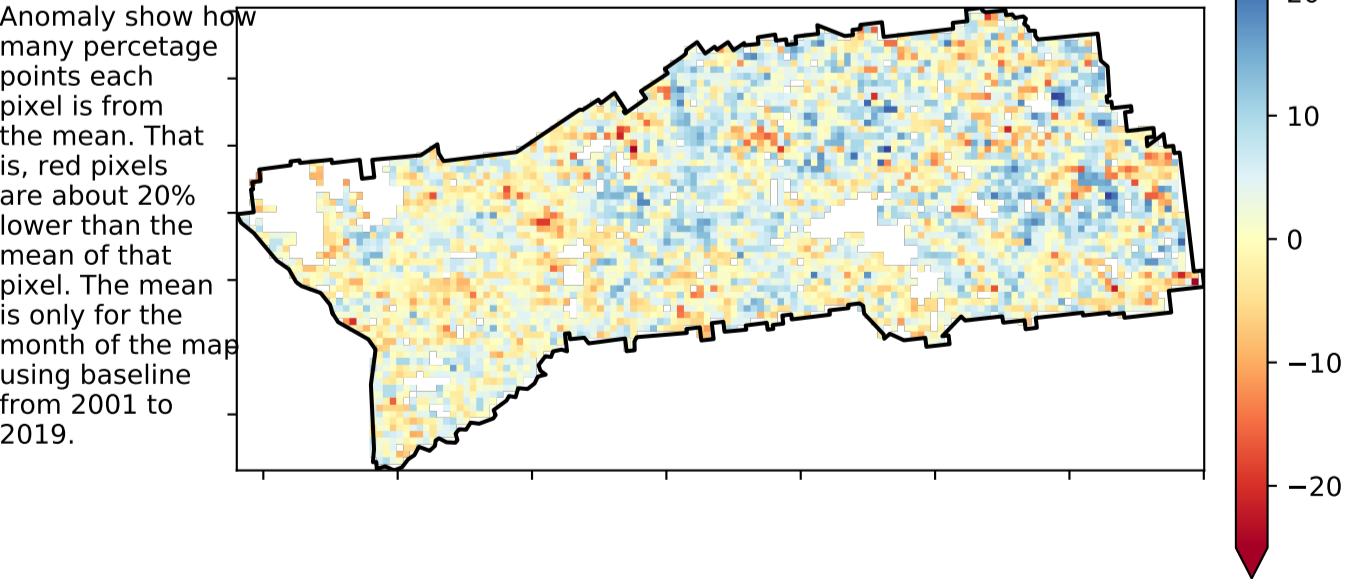 Anomaly show how
many percetage
points each
pixel is from
the mean. That
is, red pixels
are about 20%
lower than the
mean of that
pixel. The mean
is only for the
month of the map
using baseline
from 2001 to
2019.
10
0
−10
−20